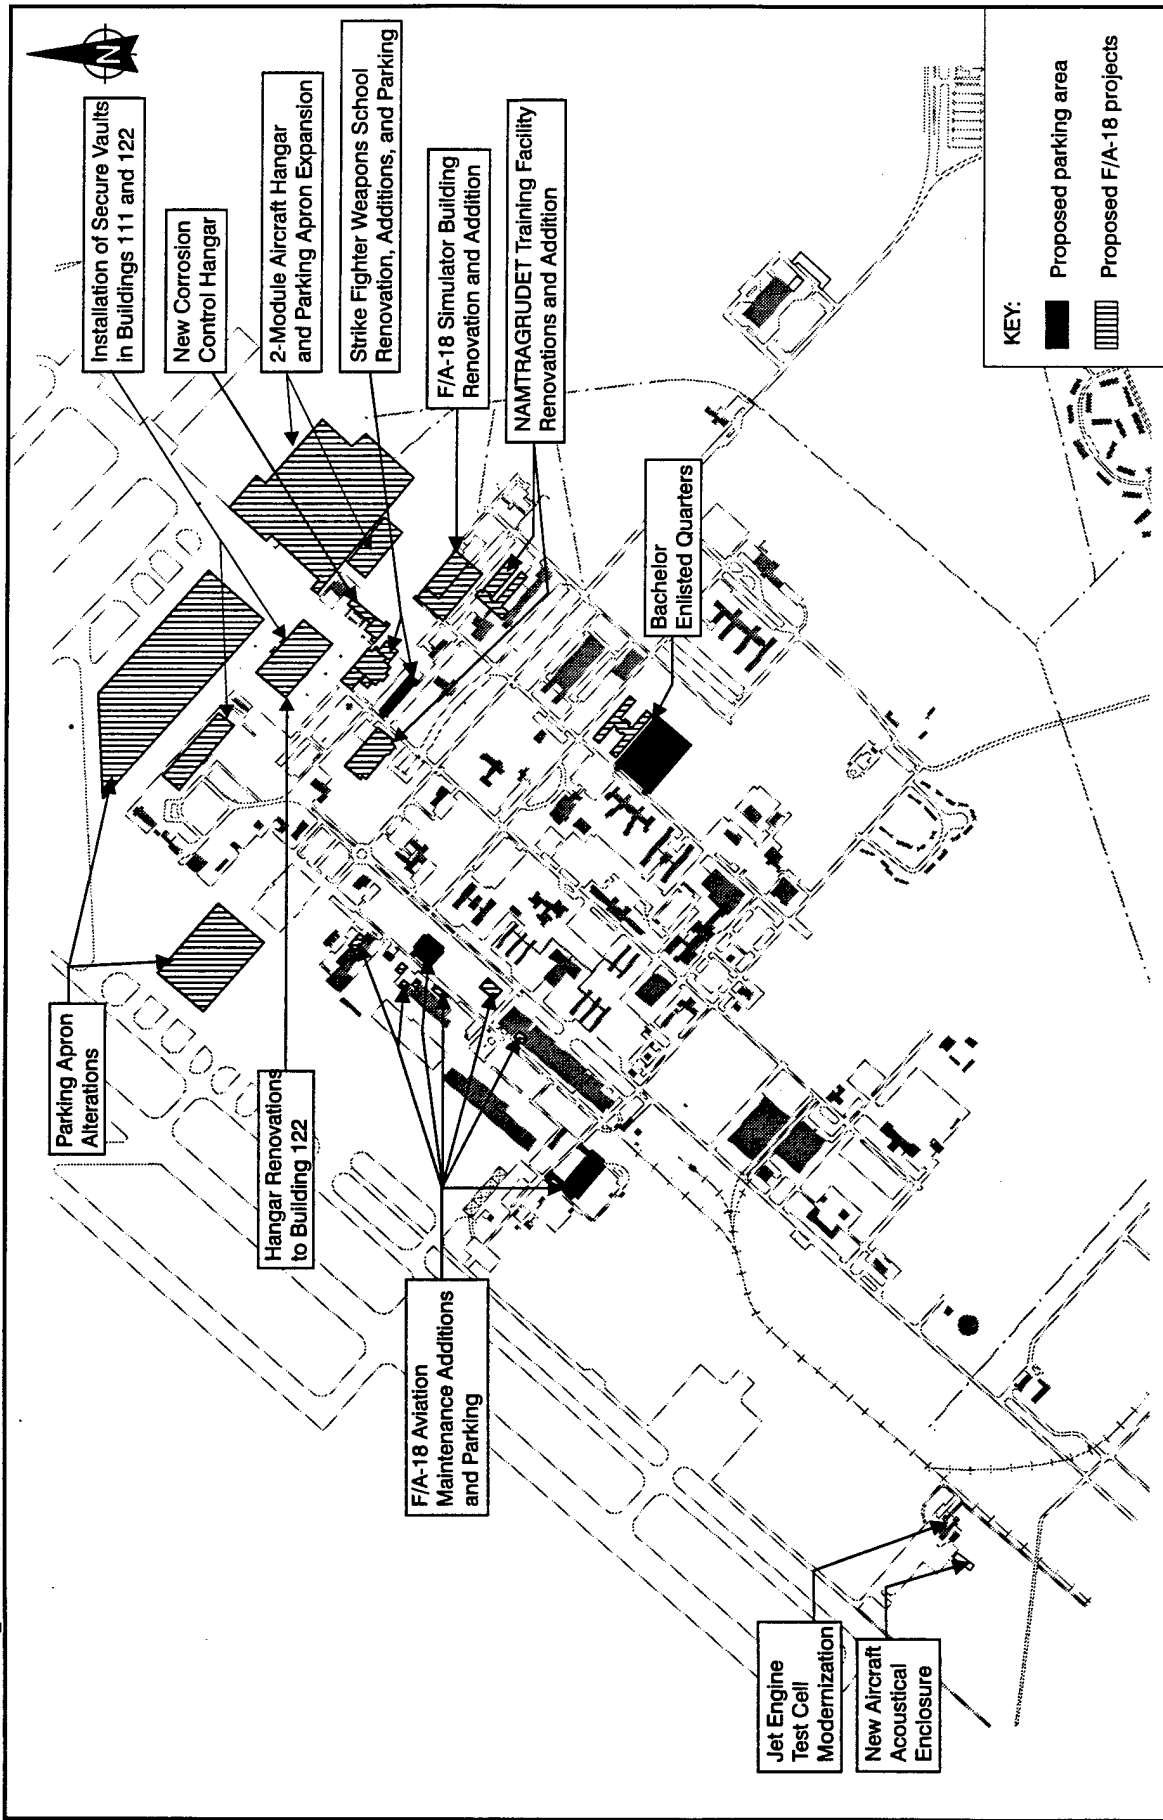 N
Installation of Secure Vaults
in Buildings 111 and 122
New Corrosion
Control Hangar
2-Module Aircraft Hangar
and Parking Apron Expansion
Strike Fighter Weapons School
Renovation, Additions, and Parking
F/A-18 Simulator Building
Renovation and Addition
NAMTRAGRUDET Training Facility
Renovations and Addition
Bachelor
Enlisted Quarters
Parking Apron
Alterations
Hangar Renovations
to Building 122
F/A-18 Aviation
Maintenance Additions
and Parking
Jet Engine
Test Cell
Modernization
New Aircraft
Acoustical
Enclosure
KEY:
Proposed parking area
Proposed F/A-18 projects